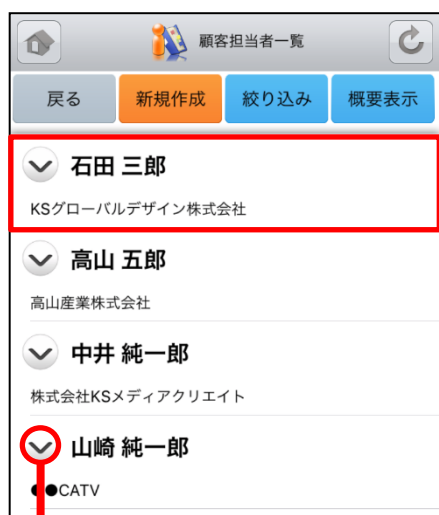 顧客担当者一覧
戻る 新規作成 絞り込み 概要表示
石田 三郎
KSグローバルデザイン株式会社
高山 五郎
高山産業株式会社
中井 純一郎
株式会社KSメディアクリエイト
山崎 純一郎
●●CATV